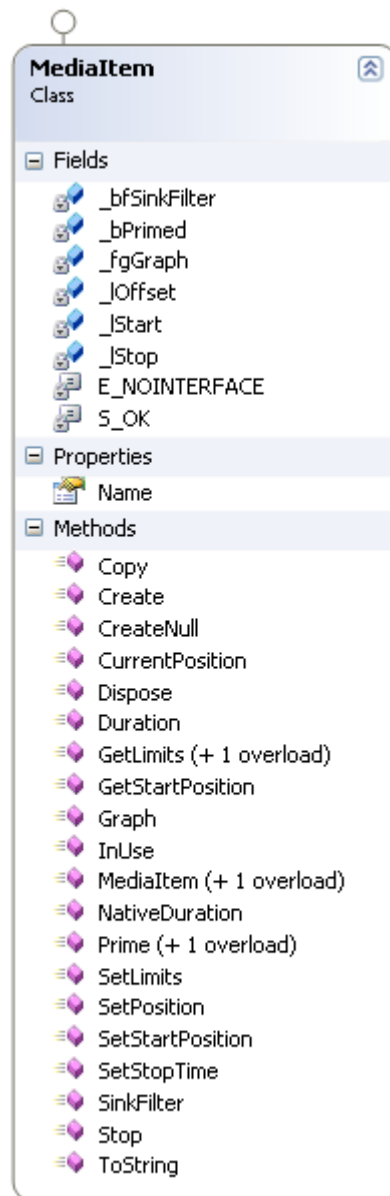 MediaItem
Class
Fields
_bfSinkFilter
_bPrimed
_fgGraph
_lOffset
_lStart
_lStop
E_NOINTERFACE
S_OK
Properties
Name
Methods
Copy
Create
CreateNull
CurrentPosition
Dispose
Duration
GetLimits (+ 1 overload)
GetStartPosition
Graph
InUse
MediaItem (+ 1 overload)
NativeDuration
Prime (+ 1 overload)
SetLimits
SetPosition
SetStartPosition
SetStopTime
SinkFilter
Stop
ToString